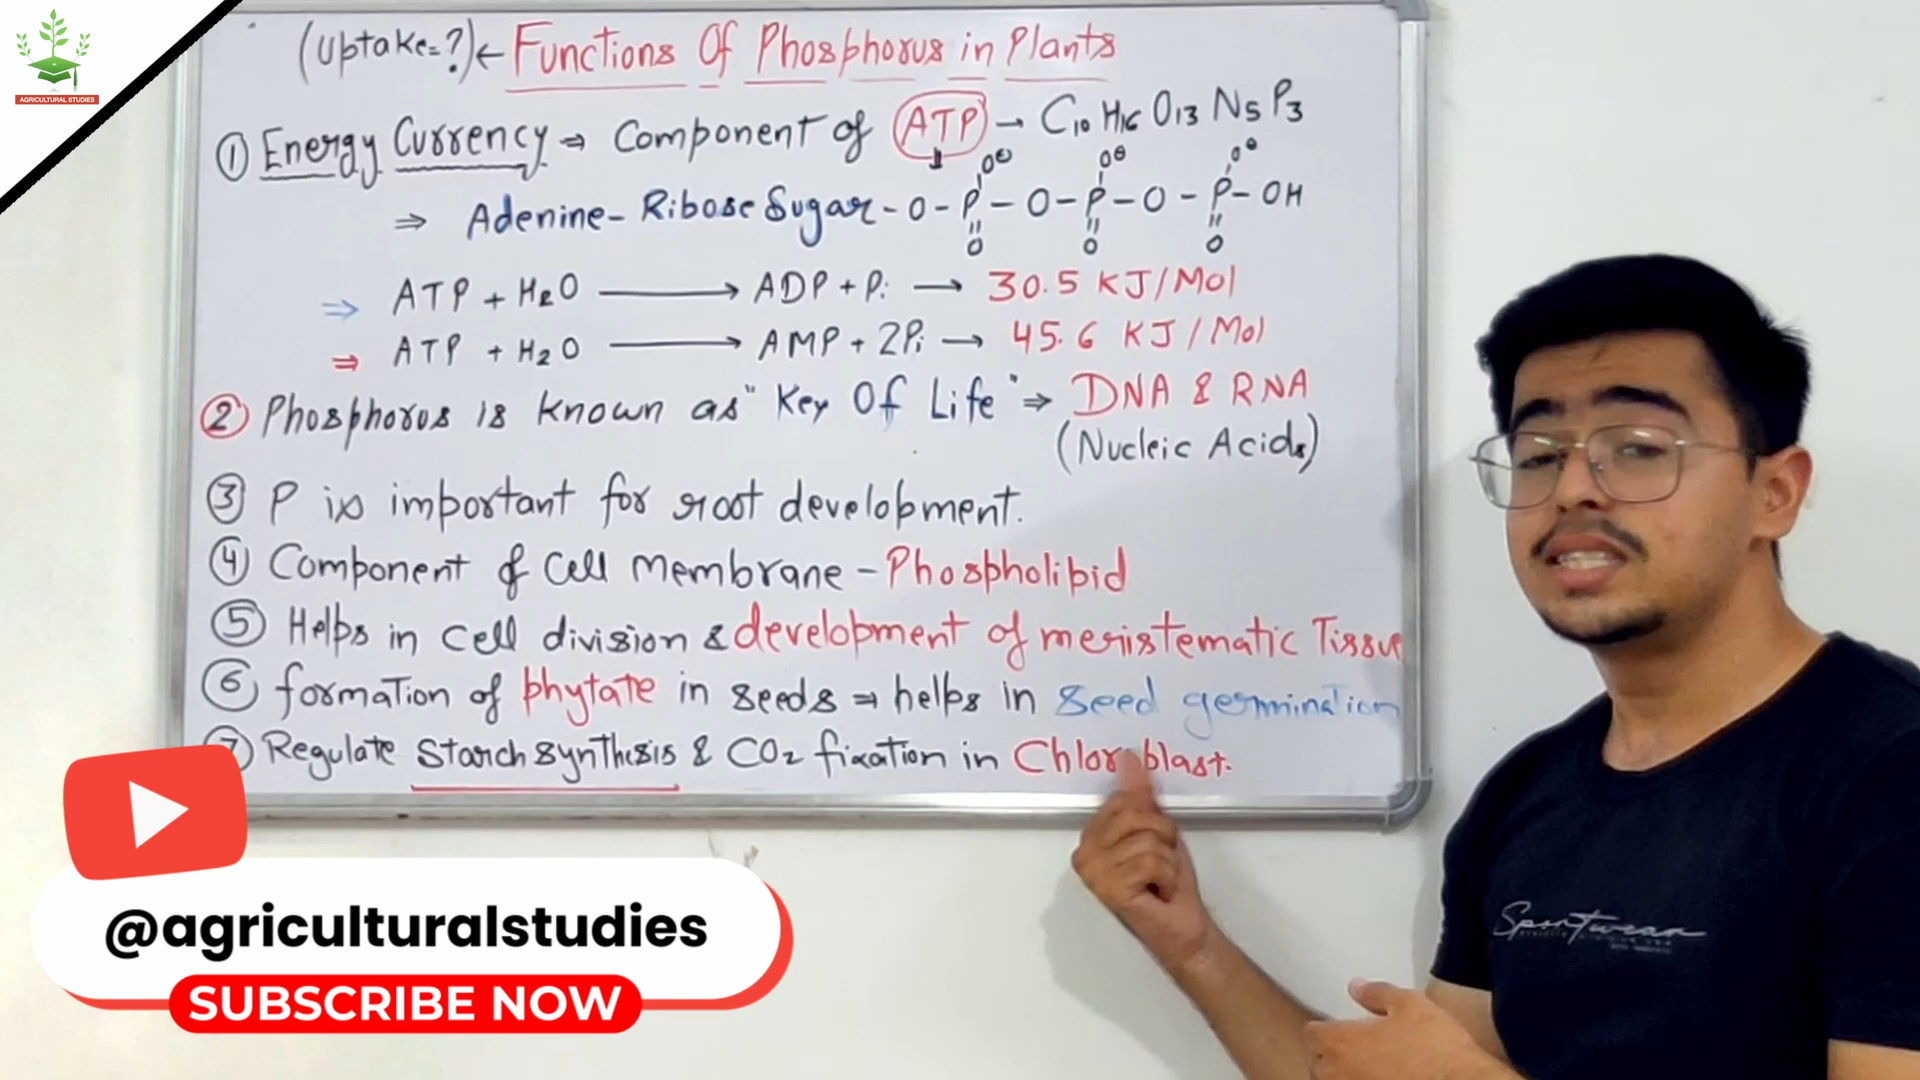 AGRICULTURAL STUDIES
(Uptake=?) ← Functions Of Phosphorus in Plants
① Energy Currency ⇒ Component of ATP → C10 H16 O13 N5 P3
O⊖ O⊖ O⊖
⇒ Adenine - Ribose Sugar - O - P - O - P - O - P - OH
O O O
⇒ ATP + H2O → ADP + Pi → 30.5 KJ/Mol
⇒ ATP + H2O → AMP + 2Pi → 45.6 KJ/Mol
② Phosphorus is known as "Key Of Life" ⇒ DNA & RNA
(Nucleic Acids)
③ P is important for root development.
④ Component of Cell Membrane - Phospholipid
⑤ Helps in cell division & development of meristematic Tissue
⑥ formation of phytate in seeds ⇒ helps in seed germination
⑦ Regulate Starch synthesis & CO2 fixation in Chloroplast.
@agriculturalstudies
SUBSCRIBE NOW
Sportwear